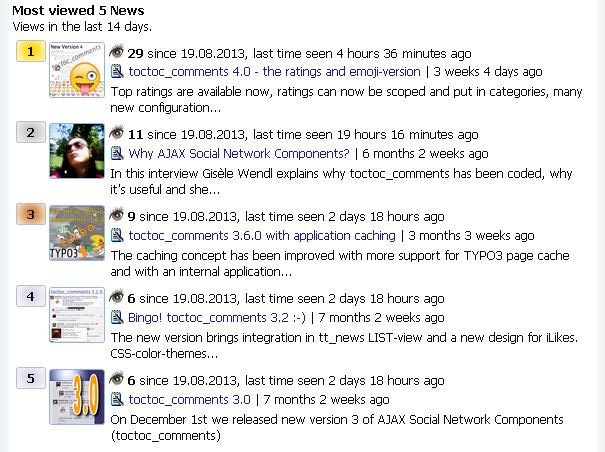 Most viewed 5 News
Views in the last 14 days.
1
New Version 4
toctoc_comments
29 since 19.08.2013, last time seen 4 hours 36 minutes ago
toctoc_comments 4.0 - the ratings and emoji-version | 3 weeks 4 days ago
Top ratings are available now, ratings can now be scoped and put in categories, many
new configuration...
2
11 since 19.08.2013, last time seen 19 hours 16 minutes ago
Why AJAX Social Network Components? | 6 months 2 weeks ago
In this interview Gisèle Wendl explains why toctoc_comments has been coded, why
it's useful and she...
3
turbo
TYPO3
9 since 19.08.2013, last time seen 2 days 18 hours ago
toctoc_comments 3.6.0 with application caching | 3 months 3 weeks ago
The caching concept has been improved with more support for TYPO3 page cache
and with an internal application...
4
toctoc_comments 3.2.0
6 since 19.08.2013, last time seen 2 days 18 hours ago
Bingo! toctoc_comments 3.2 :-) | 7 months 2 weeks ago
The new version brings integration in tt_news LIST-view and a new design for iLikes.
CSS-color-themes...
5
3.0
6 since 19.08.2013, last time seen 2 days 18 hours ago
toctoc_comments 3.0 | 7 months 2 weeks ago
On December 1st we released new version 3 of AJAX Social Network Components
(toctoc_comments)